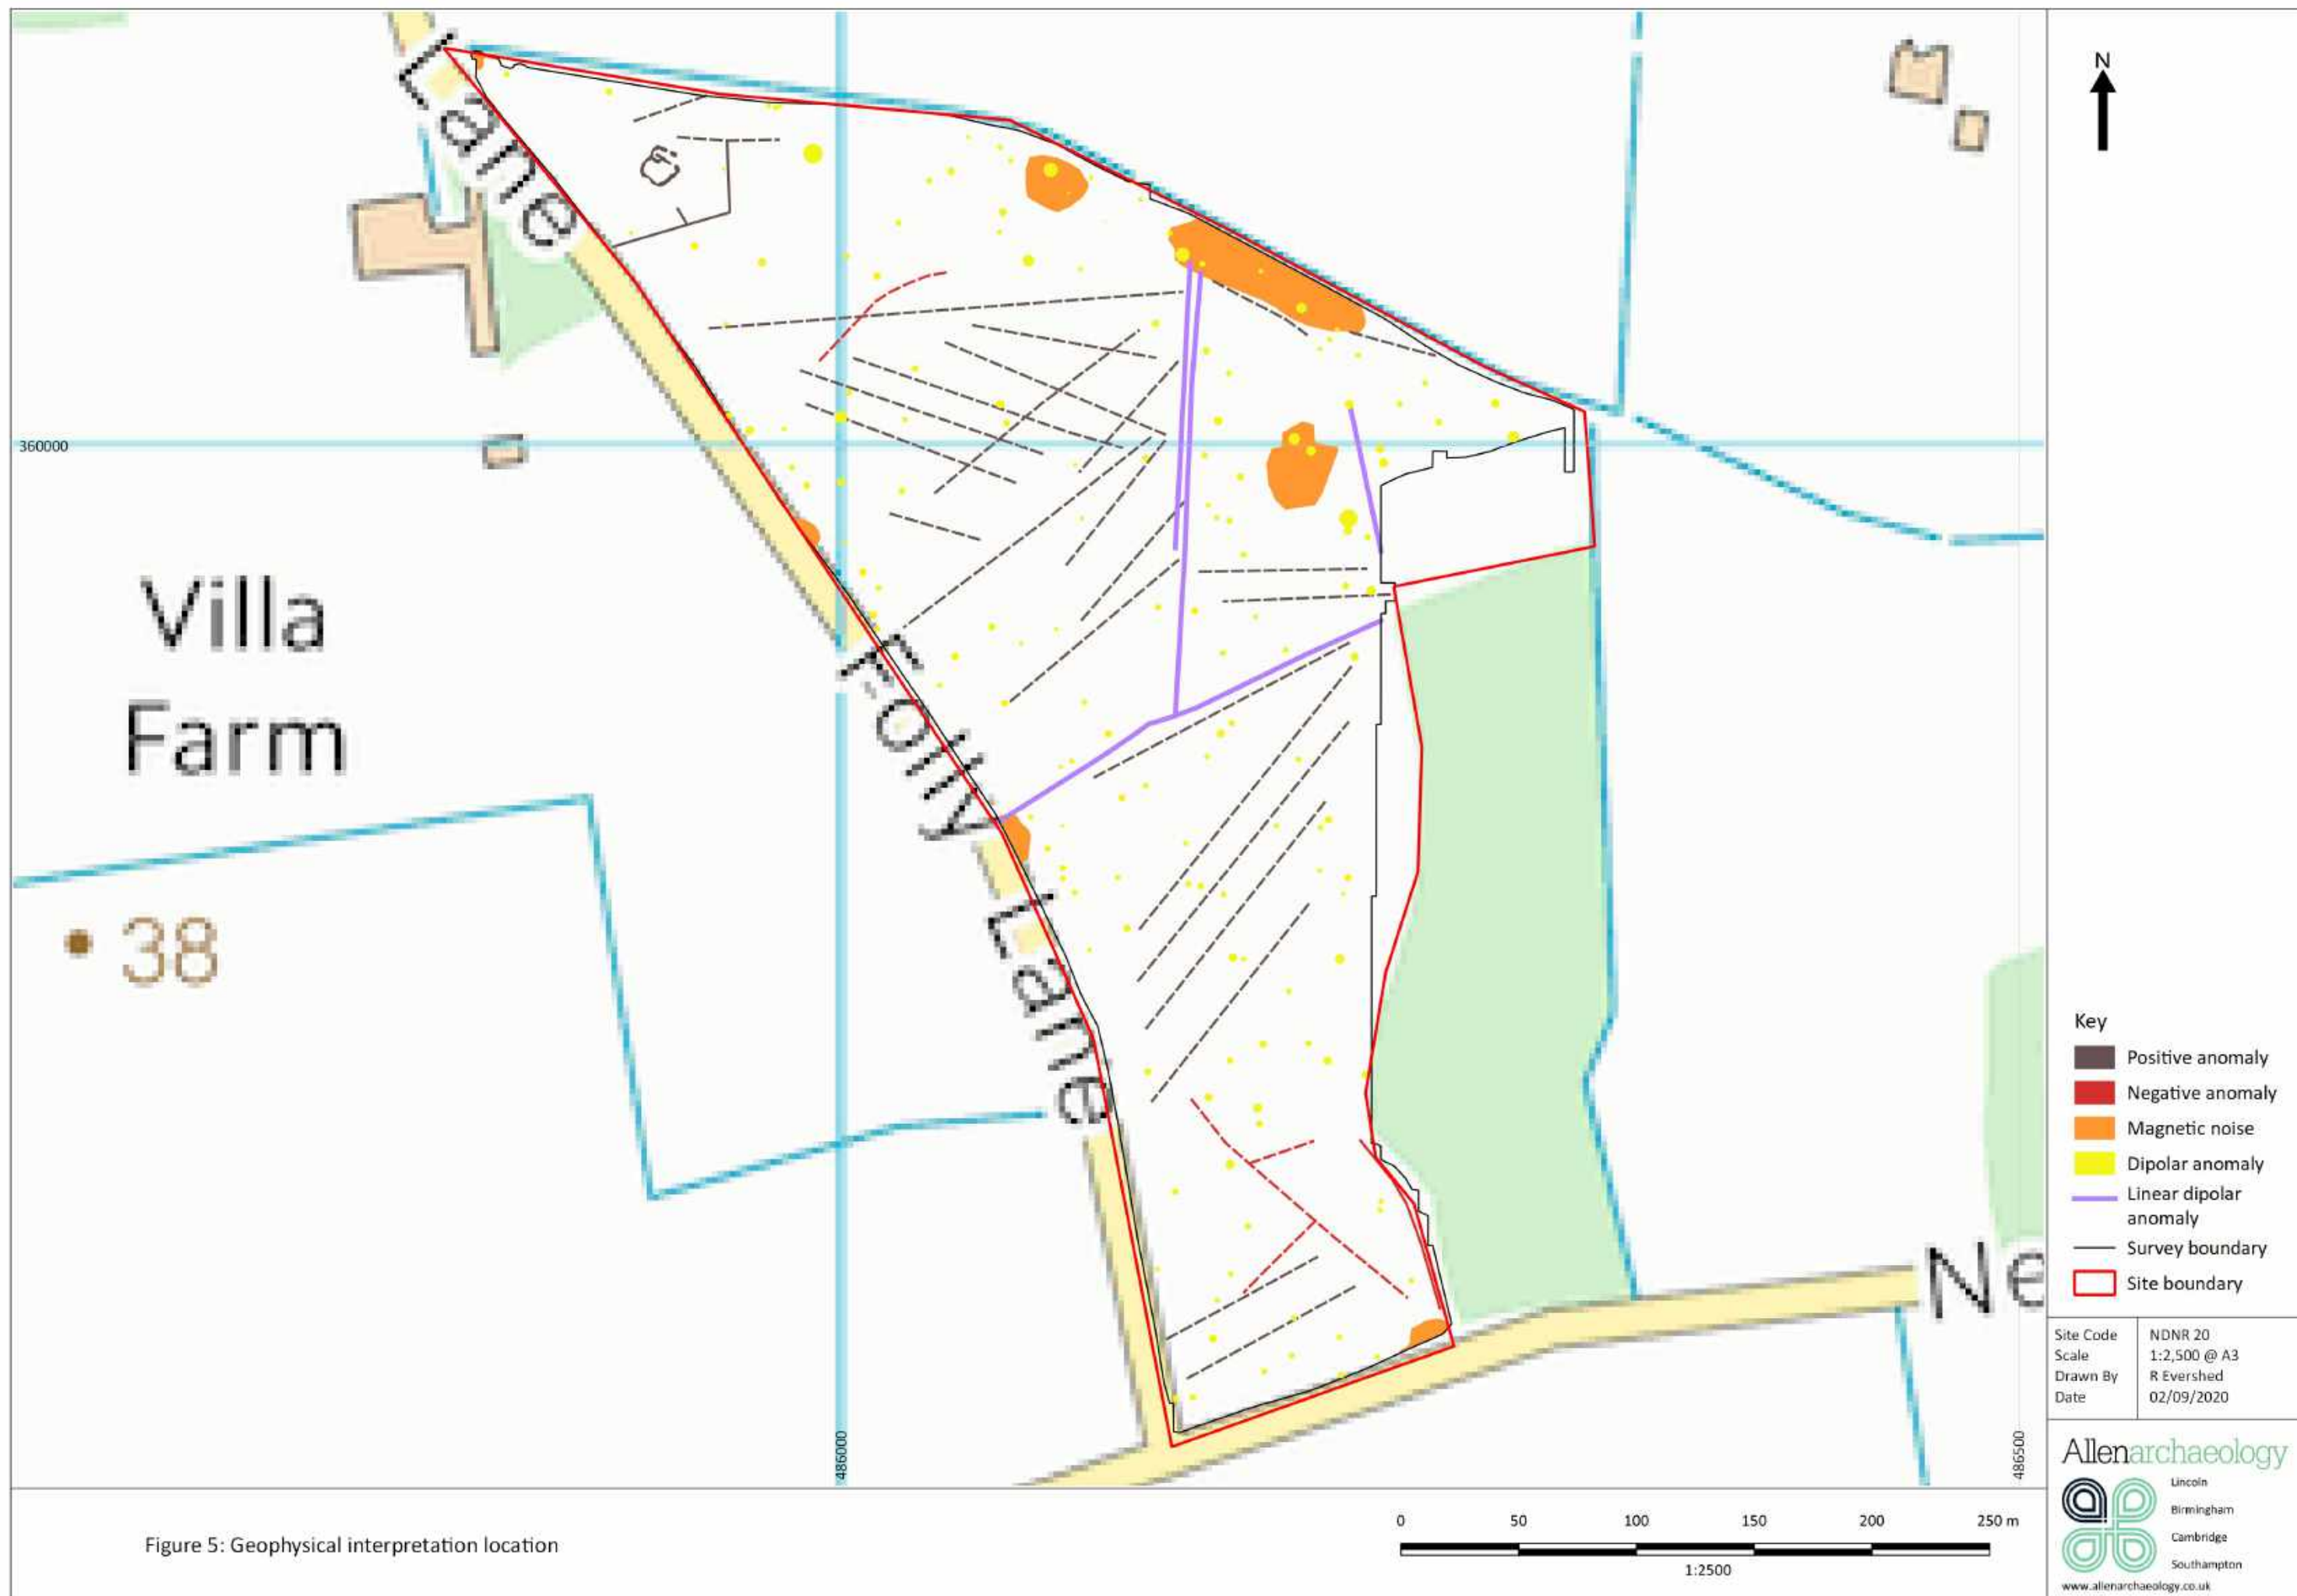 Lane
N
360000
Villa
Farm
Folly
Lane
38
Ne
486000
486500
Key
Positive anomaly
Negative anomaly
Magnetic noise
Dipolar anomaly
Linear dipolar
anomaly
Survey boundary
Site boundary
Site Code NDNR 20
Scale 1:2,500 @ A3
Drawn By R Evershed
Date 02/09/2020
Allenarchaeology
Lincoln
Birmingham
Cambridge
Southampton
www.allenarchaeology.co.uk
Figure 5: Geophysical interpretation location
0 50 100 150 200 250 m
1:2500